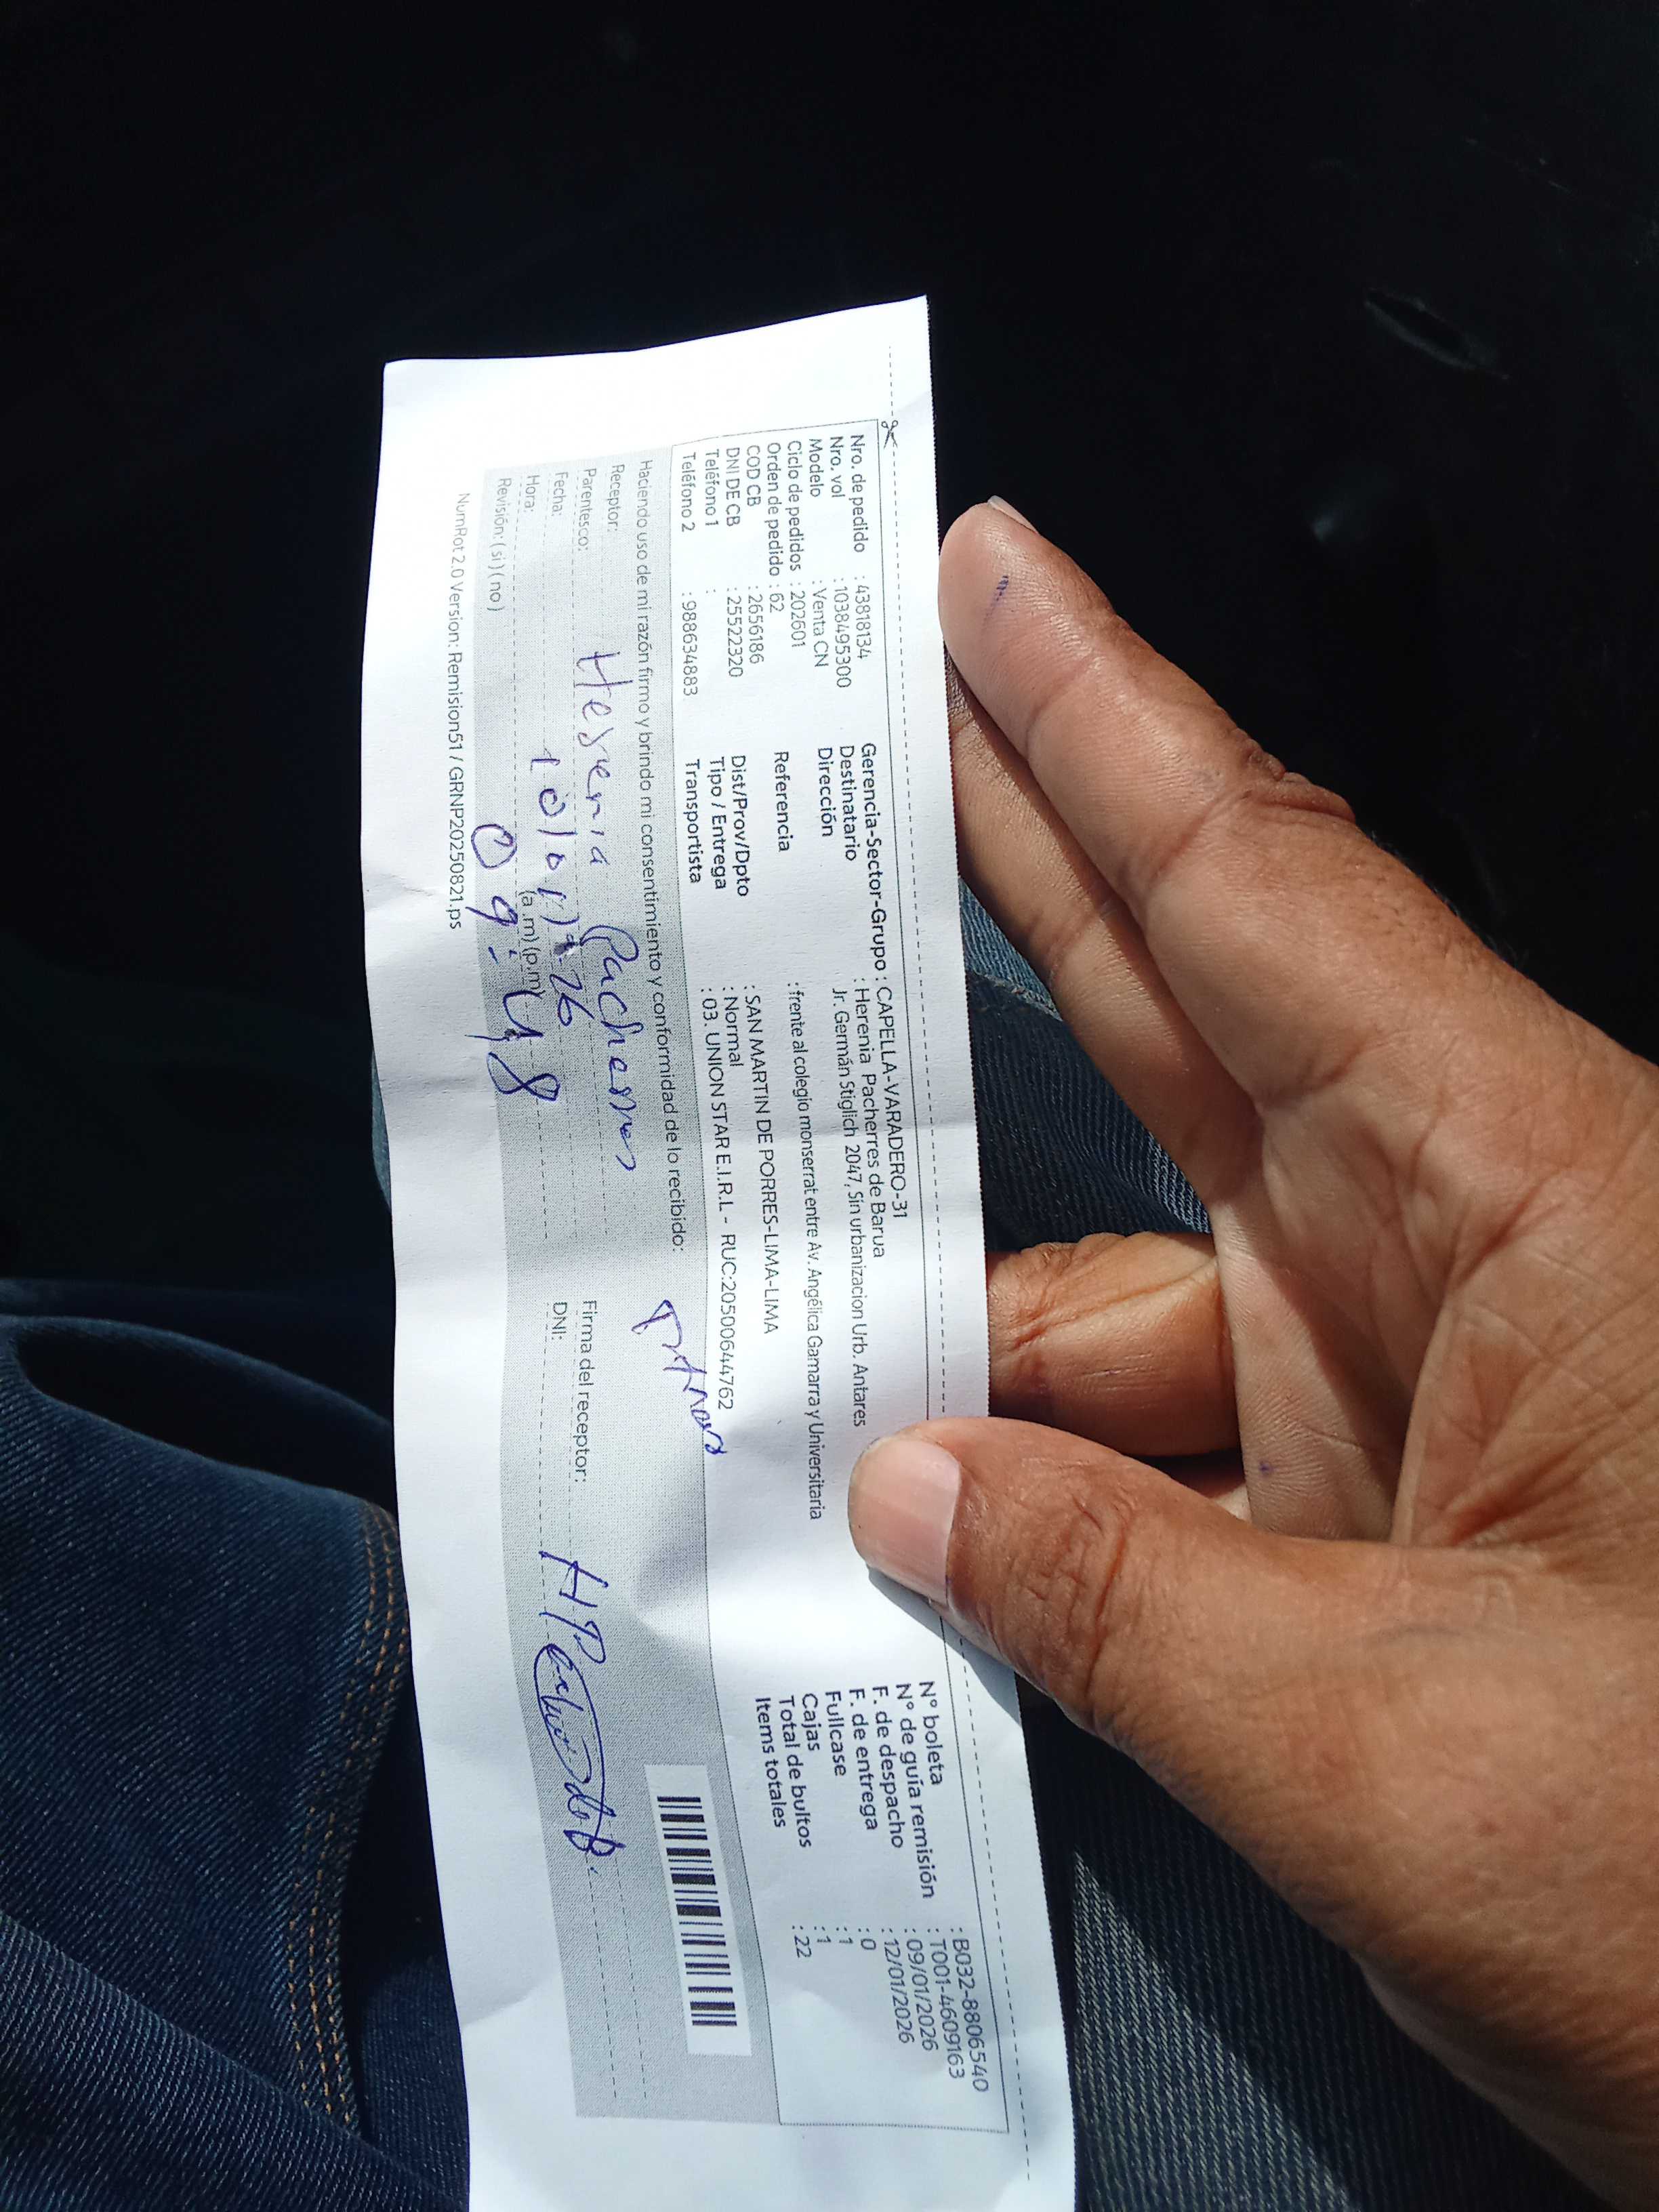 Nro. de pedido : 43818134
Nro. vol : 1038495300
Modelo : Venta CN
Ciclo de pedidos : 202601
Orden de pedido : 62
COD CB : 2656186
DNI DE CB : 25522320
Teléfono 1 :
Teléfono 2 : 988634883
Gerencia-Sector-Grupo : CAPELLA-VARADERO-31
Destinatario : Herenia Pacherres de Barua
Dirección Jr. Germán Stiglich 2047, Sin urbanizacion Urb. Antares
Referencia : frente al colegio monserrat entre Av. Angélica Gamarra y Universitaria
Dist/Prov/Dpto : SAN MARTIN DE PORRES-LIMA-LIMA
Tipo / Entrega : Normal
Transportista : 03. UNION STAR E.I.R.L - RUC:20500644762
N° boleta : B032-8806540
N° de guía remisión : T001-4609163
F. de despacho : 09/01/2026
F. de entrega : 12/01/2026
Fullcase : 0
Cajas : 1
Total de bultos : 1
Items totales : 22
Haciendo uso de mi razón firmo y brindo mi consentimiento y conformidad de lo recibido:
Receptor: Herenia Pacherres
Parentesco:
Fecha:
Hora: (a.m) (p.m) 09:48
Revisión: ( si ) ( no )
Firma del receptor:
DNI:
NumRot 2.0 Version: Remision51 / GRNP20250821.ps